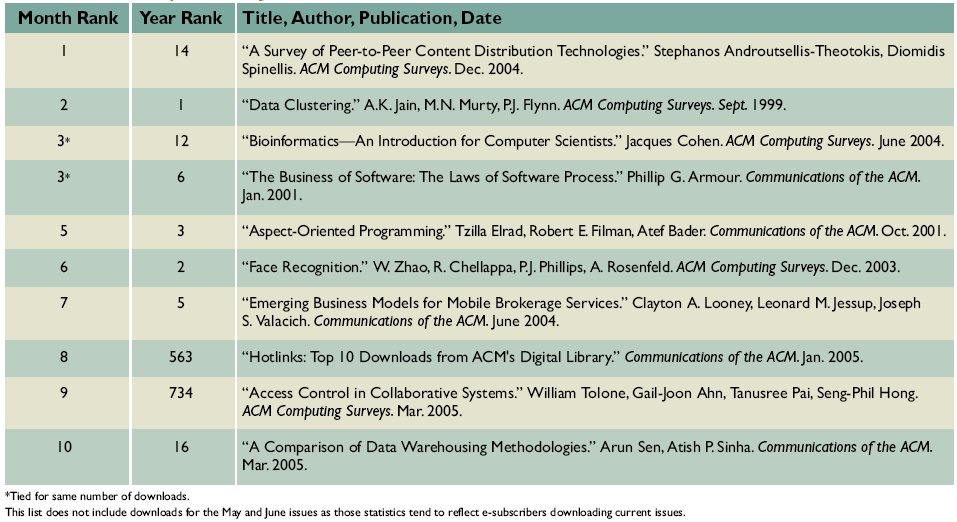 Month Rank Year Rank Title, Author, Publication, Date
1 14 “A Survey of Peer-to-Peer Content Distribution Technologies.” Stephanos Androutsellis-Theotokis, Diomidis
Spinellis. ACM Computing Surveys. Dec. 2004.
2 1 “Data Clustering.” A.K. Jain, M.N. Murty, P.J. Flynn. ACM Computing Surveys. Sept. 1999.
3* 12 “Bioinformatics—An Introduction for Computer Scientists.” Jacques Cohen. ACM Computing Surveys. June 2004.
3* 6 “The Business of Software: The Laws of Software Process.” Phillip G. Armour. Communications of the ACM.
Jan. 2001.
5 3 “Aspect-Oriented Programming.” Tzilla Elrad, Robert E. Filman, Atef Bader. Communications of the ACM. Oct. 2001.
6 2 “Face Recognition.” W. Zhao, R. Chellappa, P.J. Phillips, A. Rosenfeld. ACM Computing Surveys. Dec. 2003.
7 5 “Emerging Business Models for Mobile Brokerage Services.” Clayton A. Looney, Leonard M. Jessup, Joseph
S. Valacich. Communications of the ACM. June 2004.
8 563 “Hotlinks: Top 10 Downloads from ACM's Digital Library.” Communications of the ACM. Jan. 2005.
9 734 “Access Control in Collaborative Systems.” William Tolone, Gail-Joon Ahn, Tanusree Pai, Seng-Phil Hong.
ACM Computing Surveys. Mar. 2005.
10 16 “A Comparison of Data Warehousing Methodologies.” Arun Sen, Atish P. Sinha. Communications of the ACM.
Mar. 2005.
*Tied for same number of downloads.
This list does not include downloads for the May and June issues as those statistics tend to reflect e-subscribers downloading current issues.